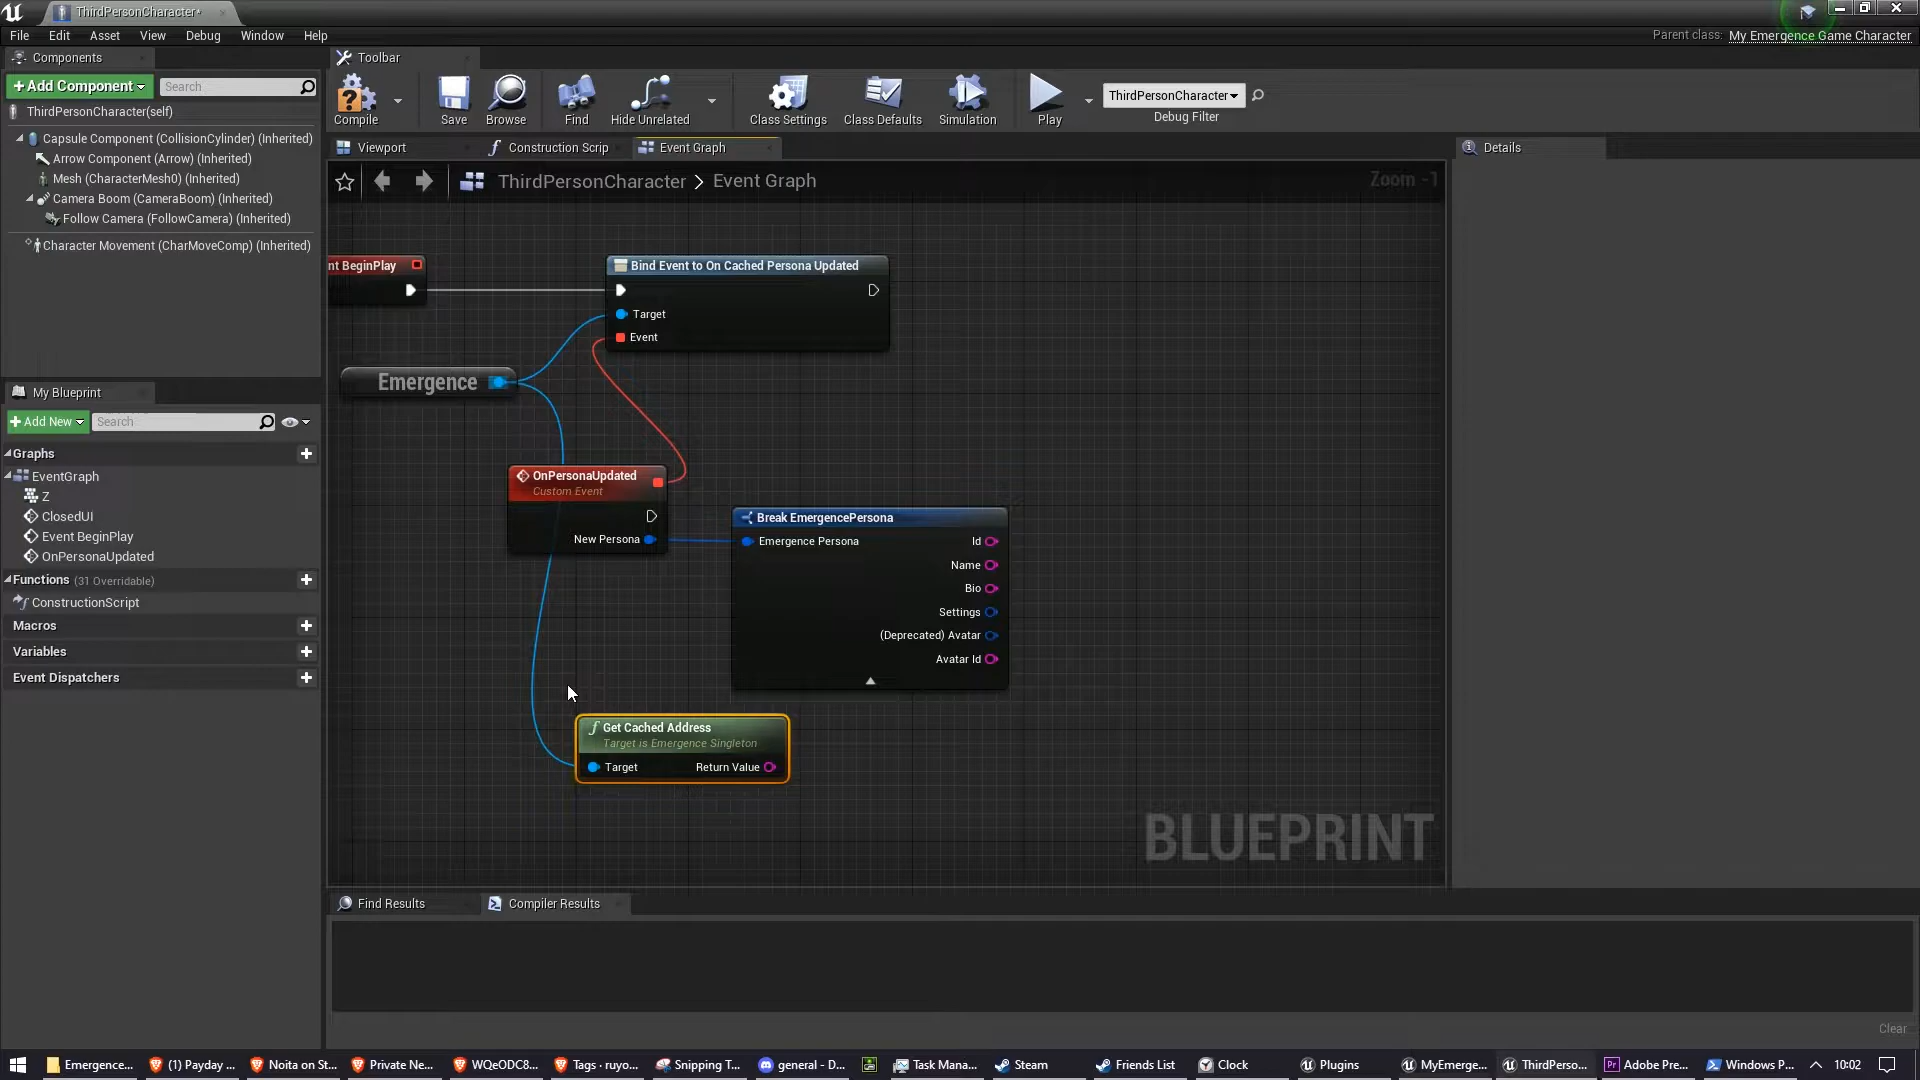 ThirdPersonCharacter*
File Edit Asset View Debug Window Help
Parent class: My Emergence Game Character
Components
+Add Component
Search
ThirdPersonCharacter(self)
Capsule Component (CollisionCylinder) (Inherited)
Arrow Component (Arrow) (Inherited)
Mesh (CharacterMesh0) (Inherited)
Camera Boom (CameraBoom) (Inherited)
Follow Camera (FollowCamera) (Inherited)
Character Movement (CharMoveComp) (Inherited)
My Blueprint
+Add New
Search
Graphs
EventGraph
Z
ClosedUI
Event BeginPlay
OnPersonaUpdated
Functions (31 Overridable)
ConstructionScript
Macros
Variables
Event Dispatchers
Toolbar
Compile
Save
Browse
Find
Hide Unrelated
Class Settings
Class Defaults
Simulation
Play
ThirdPersonCharacter
Debug Filter
Viewport
Construction Scrip
Event Graph
ThirdPersonCharacter > Event Graph
Zoom -1
nt BeginPlay
Bind Event to On Cached Persona Updated
Target
Event
Emergence
OnPersonaUpdated
Custom Event
New Persona
Break EmergencePersona
Emergence Persona
Id
Name
Bio
Settings
(Deprecated) Avatar
Avatar Id
Get Cached Address
Target is Emergence Singleton
Target
Return Value
BLUEPRINT
Details
Find Results
Compiler Results
Clear
Emergence...
(1) Payday ...
Noita on St...
Private Ne...
WQeODC8...
Tags · ruyo...
Snipping T...
general - D...
Task Mana...
Steam
Friends List
Clock
Plugins
MyEmerge...
ThirdPerso...
Adobe Pre...
Windows P...
10:02